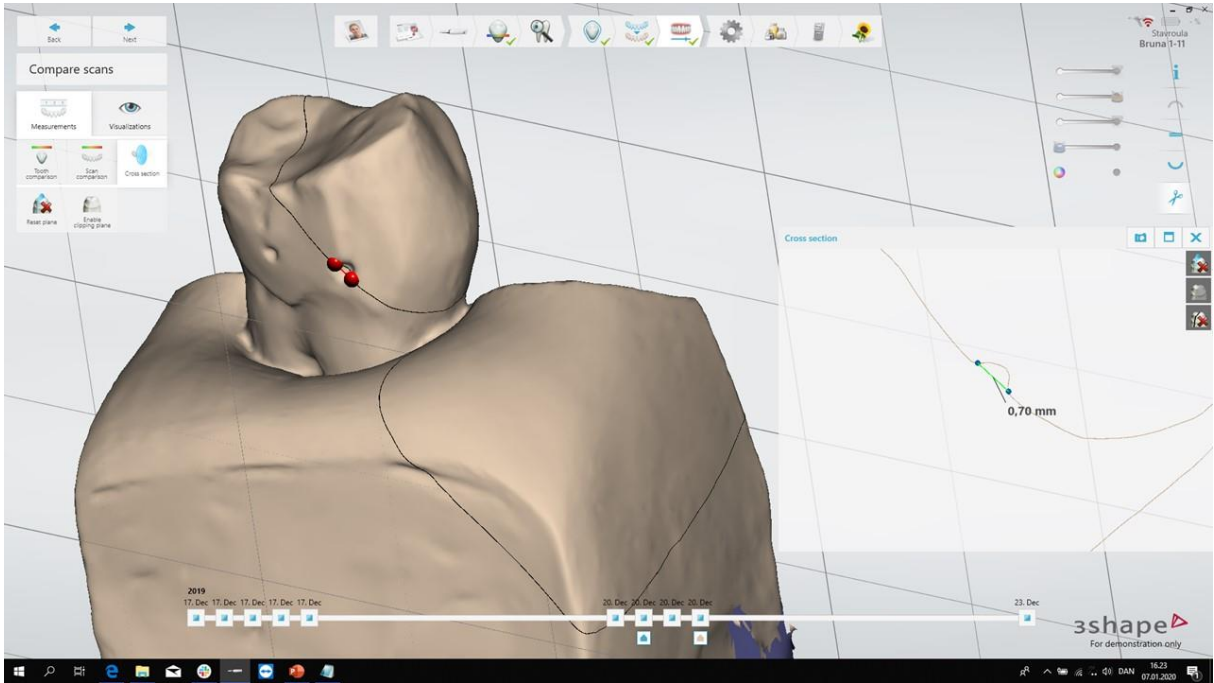 Back
Next
Compare scans
Measurements
Visualizations
Tooth
comparison
Scan
comparison
Cross section
Reset plane
Enable
clipping plane
Stavroula
Bruna 1-11
Cross section
0,70 mm
2019
17. Dec 17. Dec 17. Dec 17. Dec 17. Dec
20. Dec 20. Dec 20. Dec 20. Dec
23. Dec
3shape
For demonstration only
DAN
16.23
07.01.2020